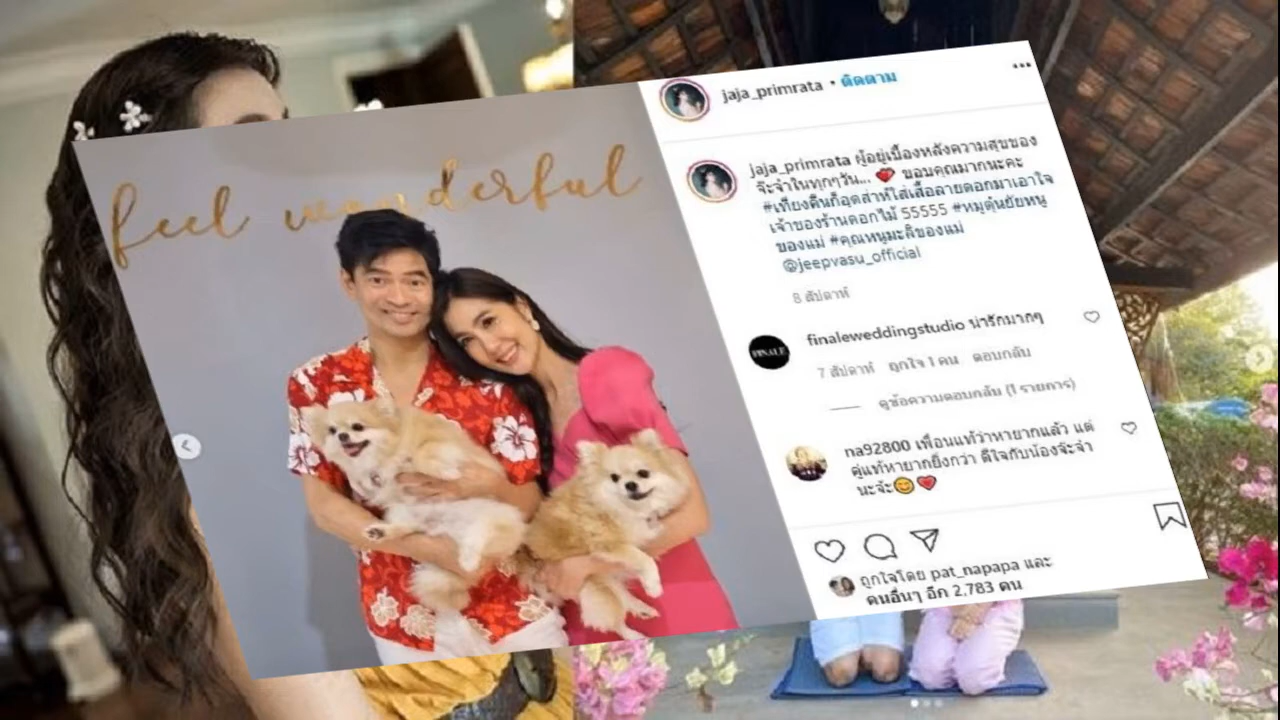 feel wonderful
jaja_primrata • ติดตาม
jaja_primrata ผู้อยู่เบื้องหลังความสุขของ
จ๊ะจ๋าในทุกๆวัน... ❤️ ขอบคุณมากนะคะ
#เที่ยงคืนก็อุตส่าห์ใส่เสื้อลายดอกมาเอาใจ
เจ้าของร้านดอกไม้ 55555 #หมูตุ๋นยัยหนู
ของแม่ #คุณหนูมะลิของแม่
@jeepvasu_official
8 สัปดาห์
FINALE
finaleweddingstudio น่ารักมากๆ
7 สัปดาห์ ถูกใจ 1 คน ตอบกลับ
ดูข้อความตอบกลับ (1 รายการ)
na92800 เพื่อนแท้ว่าหายากแล้ว แต่
คู่แท้หายากยิ่งกว่า ดีใจกับน้องจ๊ะจ๋า
นะจ๊ะ😊❤️
ถูกใจโดย pat_napapa และ
คนอื่นๆ อีก 2,783 คน